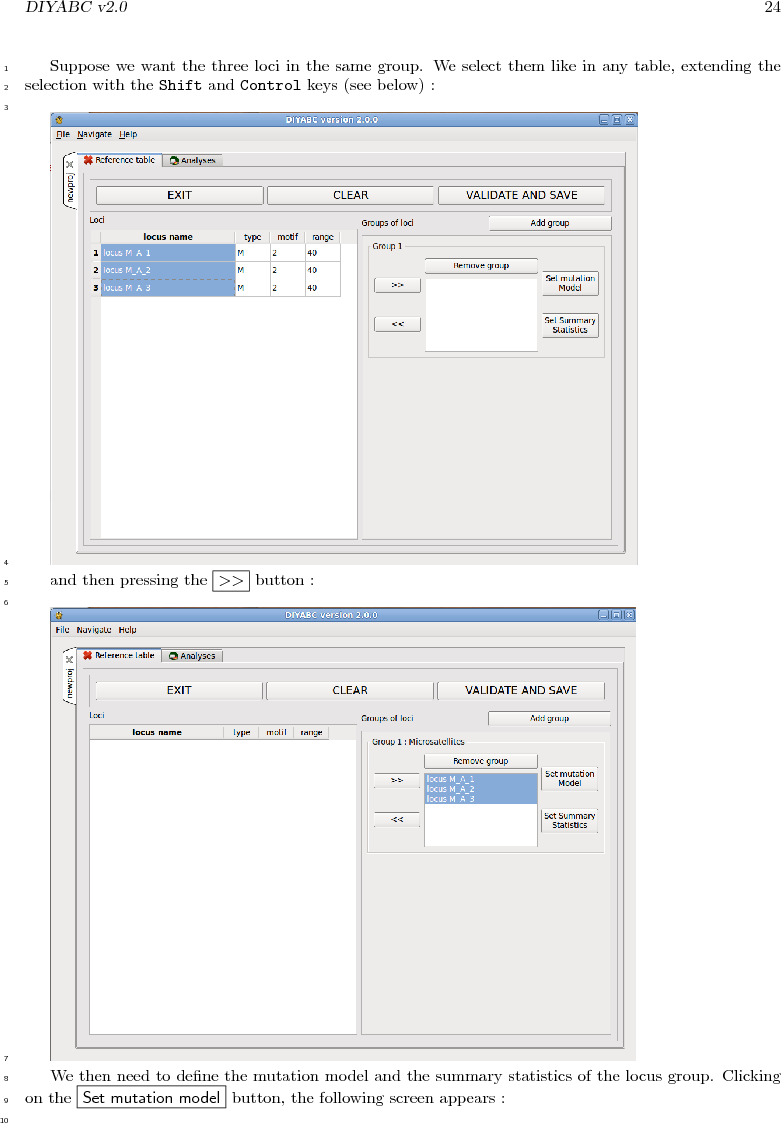 DIYABC v2.0 24
1 Suppose we want the three loci in the same group. We select them like in any table, extending the
2 selection with the Shift and Control keys (see below) :
3
DIYABC version 2.0.0
File Navigate Help
newproj
Reference table Analyses
EXIT CLEAR VALIDATE AND SAVE
Loci Groups of loci Add group
locus name type motif range
1 locus M_A_1 M 2 40
2 locus M_A_2 M 2 40
3 locus M_A_3 M 2 40
Group 1
Remove group
>>
Set mutation
Model
<<
Set Summary
Statistics
4
5 and then pressing the >> button :
6
DIYABC version 2.0.0
File Navigate Help
newproj
Reference table Analyses
EXIT CLEAR VALIDATE AND SAVE
Loci Groups of loci Add group
locus name type motif range
Group 1 : Microsatellites
Remove group
>>
locus M_A_1
locus M_A_2
locus M_A_3
Set mutation
Model
<<
Set Summary
Statistics
7
8 We then need to define the mutation model and the summary statistics of the locus group. Clicking
9 on the Set mutation model button, the following screen appears :
10